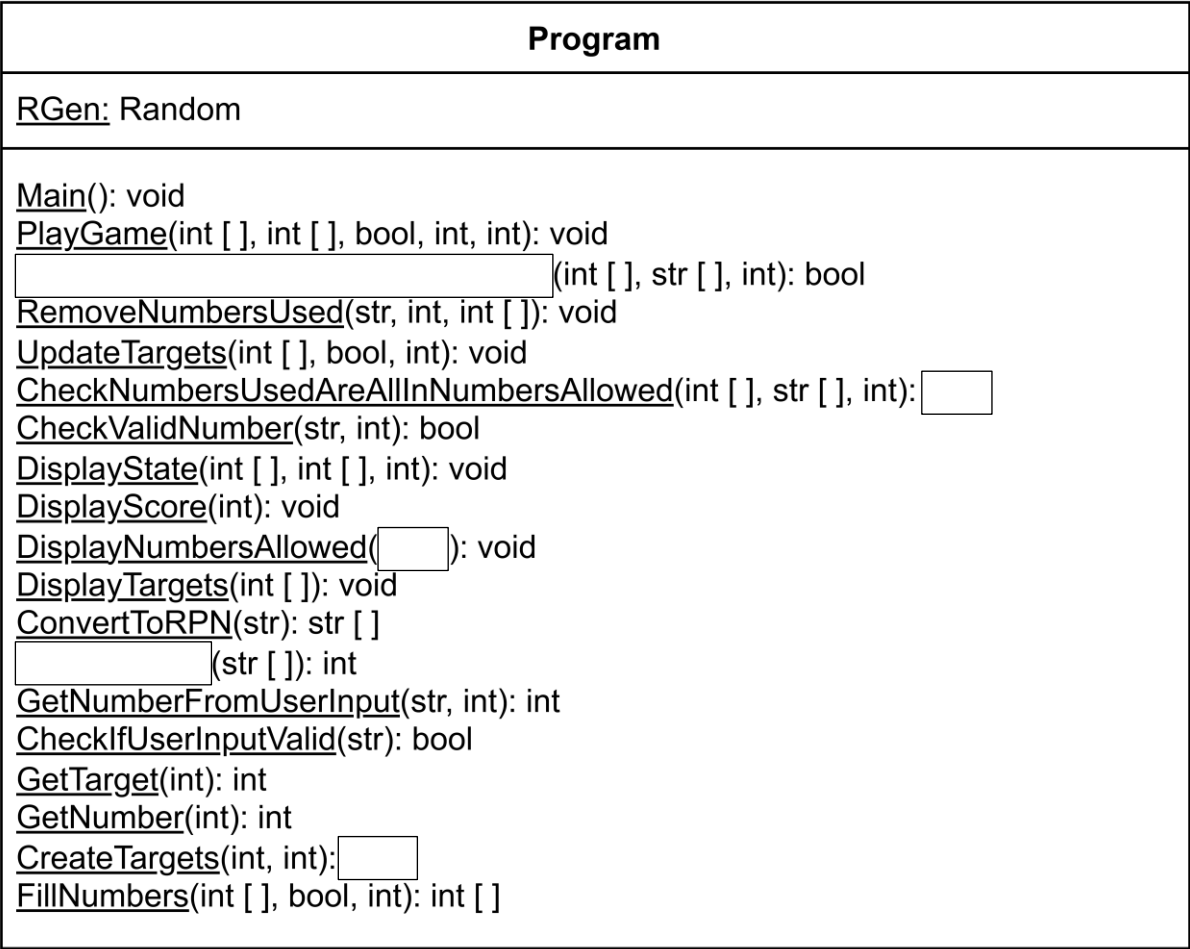 Program
RGen: Random
Main(): void
PlayGame(int [ ], int [ ], bool, int, int): void
(int [ ], str [ ], int): bool
RemoveNumbersUsed(str, int, int [ ]): void
UpdateTargets(int [ ], bool, int): void
CheckNumbersUsedAreAllInNumbersAllowed(int [ ], str [ ], int):
CheckValidNumber(str, int): bool
DisplayState(int [ ], int [ ], int): void
DisplayScore(int): void
DisplayNumbersAllowed( ): void
DisplayTargets(int [ ]): void
ConvertToRPN(str): str [ ]
(str [ ]): int
GetNumberFromUserInput(str, int): int
CheckIfUserInputValid(str): bool
GetTarget(int): int
GetNumber(int): int
CreateTargets(int, int):
FillNumbers(int [ ], bool, int): int [ ]